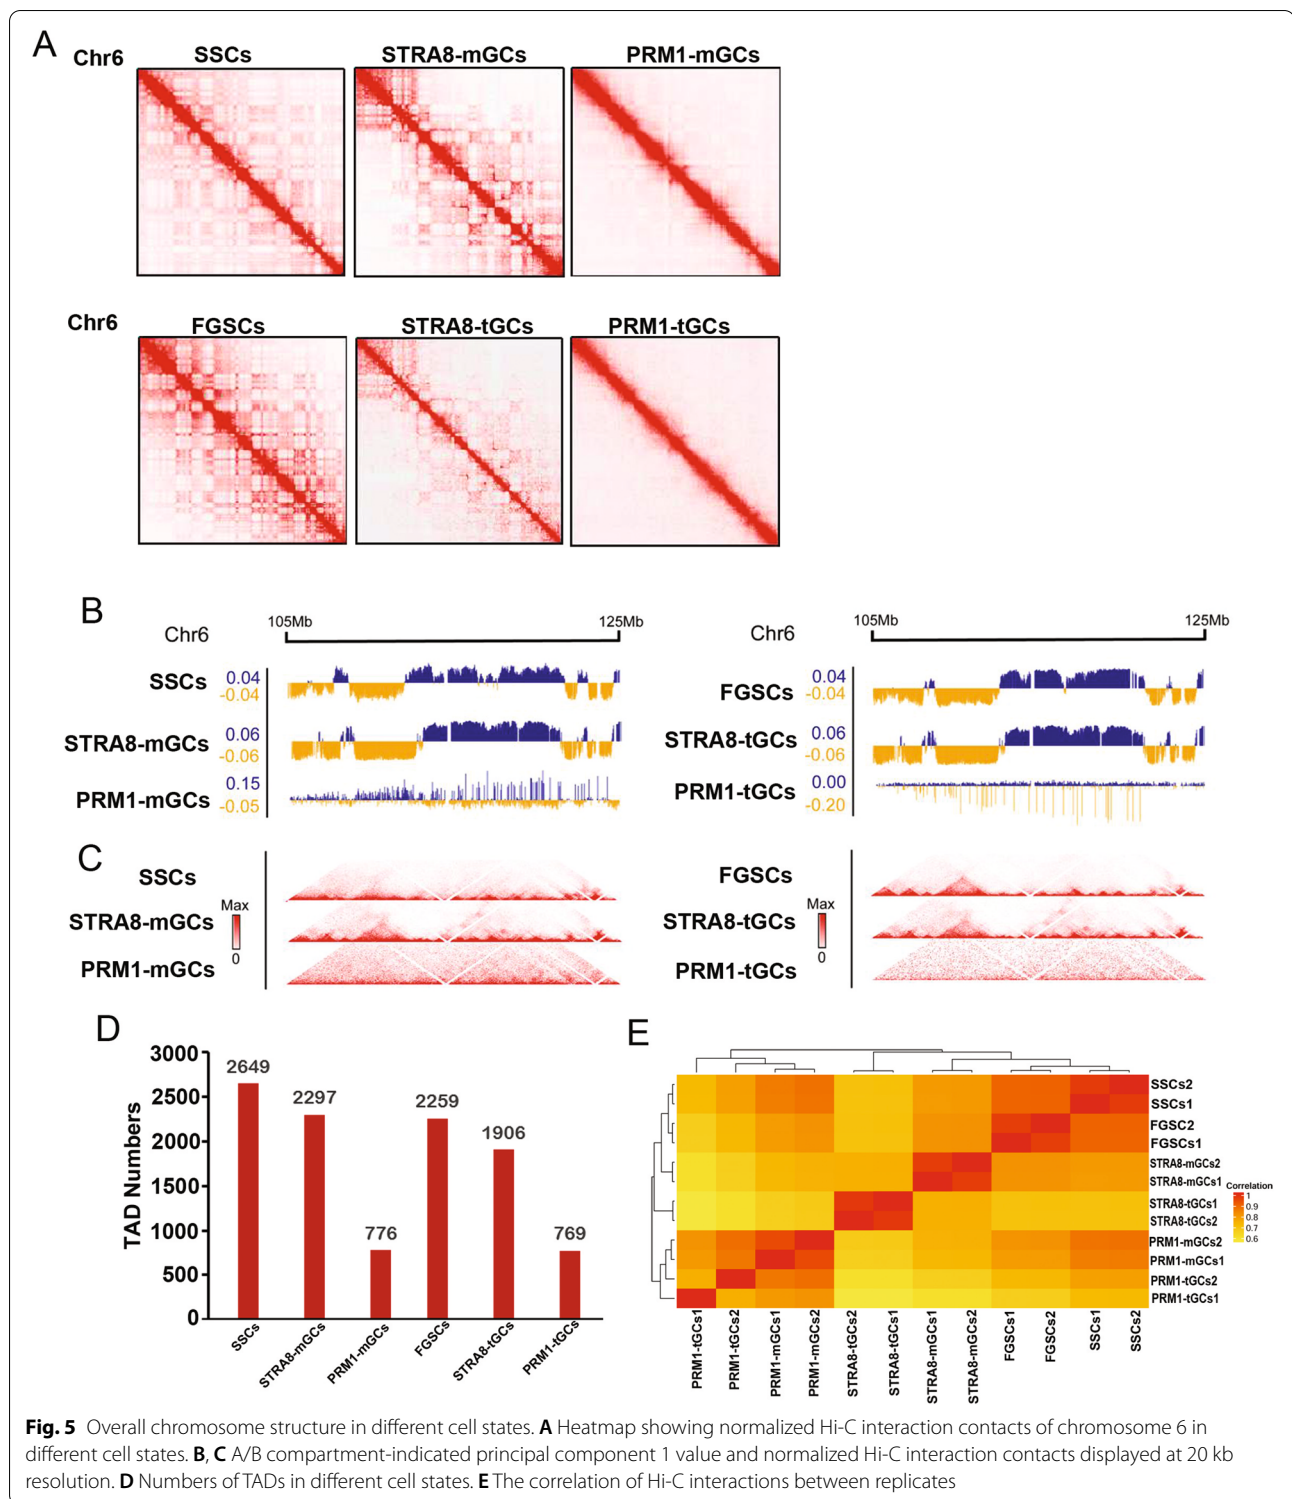 A
Chr6
SSCs
STRA8-mGCs
PRM1-mGCs
Chr6
FGSCs
STRA8-tGCs
PRM1-tGCs
B
Chr6
105Mb
125Mb
SSCs
0.04
-0.04
STRA8-mGCs
0.06
-0.06
PRM1-mGCs
0.15
-0.05
Chr6
105Mb
125Mb
FGSCs
0.04
-0.04
STRA8-tGCs
0.06
-0.06
PRM1-tGCs
0.00
-0.20
C
SSCs
STRA8-mGCs
PRM1-mGCs
Max
0
FGSCs
STRA8-tGCs
PRM1-tGCs
Max
0
D
TAD Numbers
3000
2500
2000
1500
1000
500
0
2649
2297
776
2259
1906
769
SSCs
STRA8-mGCs
PRM1-mGCs
FGSCs
STRA8-tGCs
PRM1-tGCs
E
SSCs2
SSCs1
FGSC2
FGSCs1
STRA8-mGCs2
STRA8-mGCs1
STRA8-tGCs1
STRA8-tGCs2
PRM1-mGCs2
PRM1-mGCs1
PRM1-tGCs2
PRM1-tGCs1
Correlation
1
0.9
0.8
0.7
0.6
PRM1-tGCs1
PRM1-tGCs2
PRM1-mGCs1
PRM1-mGCs2
STRA8-tGCs2
STRA8-tGCs1
STRA8-mGCs1
STRA8-mGCs2
FGSCs1
FGSCs2
SSCs1
SSCs2
Fig. 5 Overall chromosome structure in different cell states. A Heatmap showing normalized Hi-C interaction contacts of chromosome 6 in
different cell states. B, C A/B compartment-indicated principal component 1 value and normalized Hi-C interaction contacts displayed at 20 kb
resolution. D Numbers of TADs in different cell states. E The correlation of Hi-C interactions between replicates